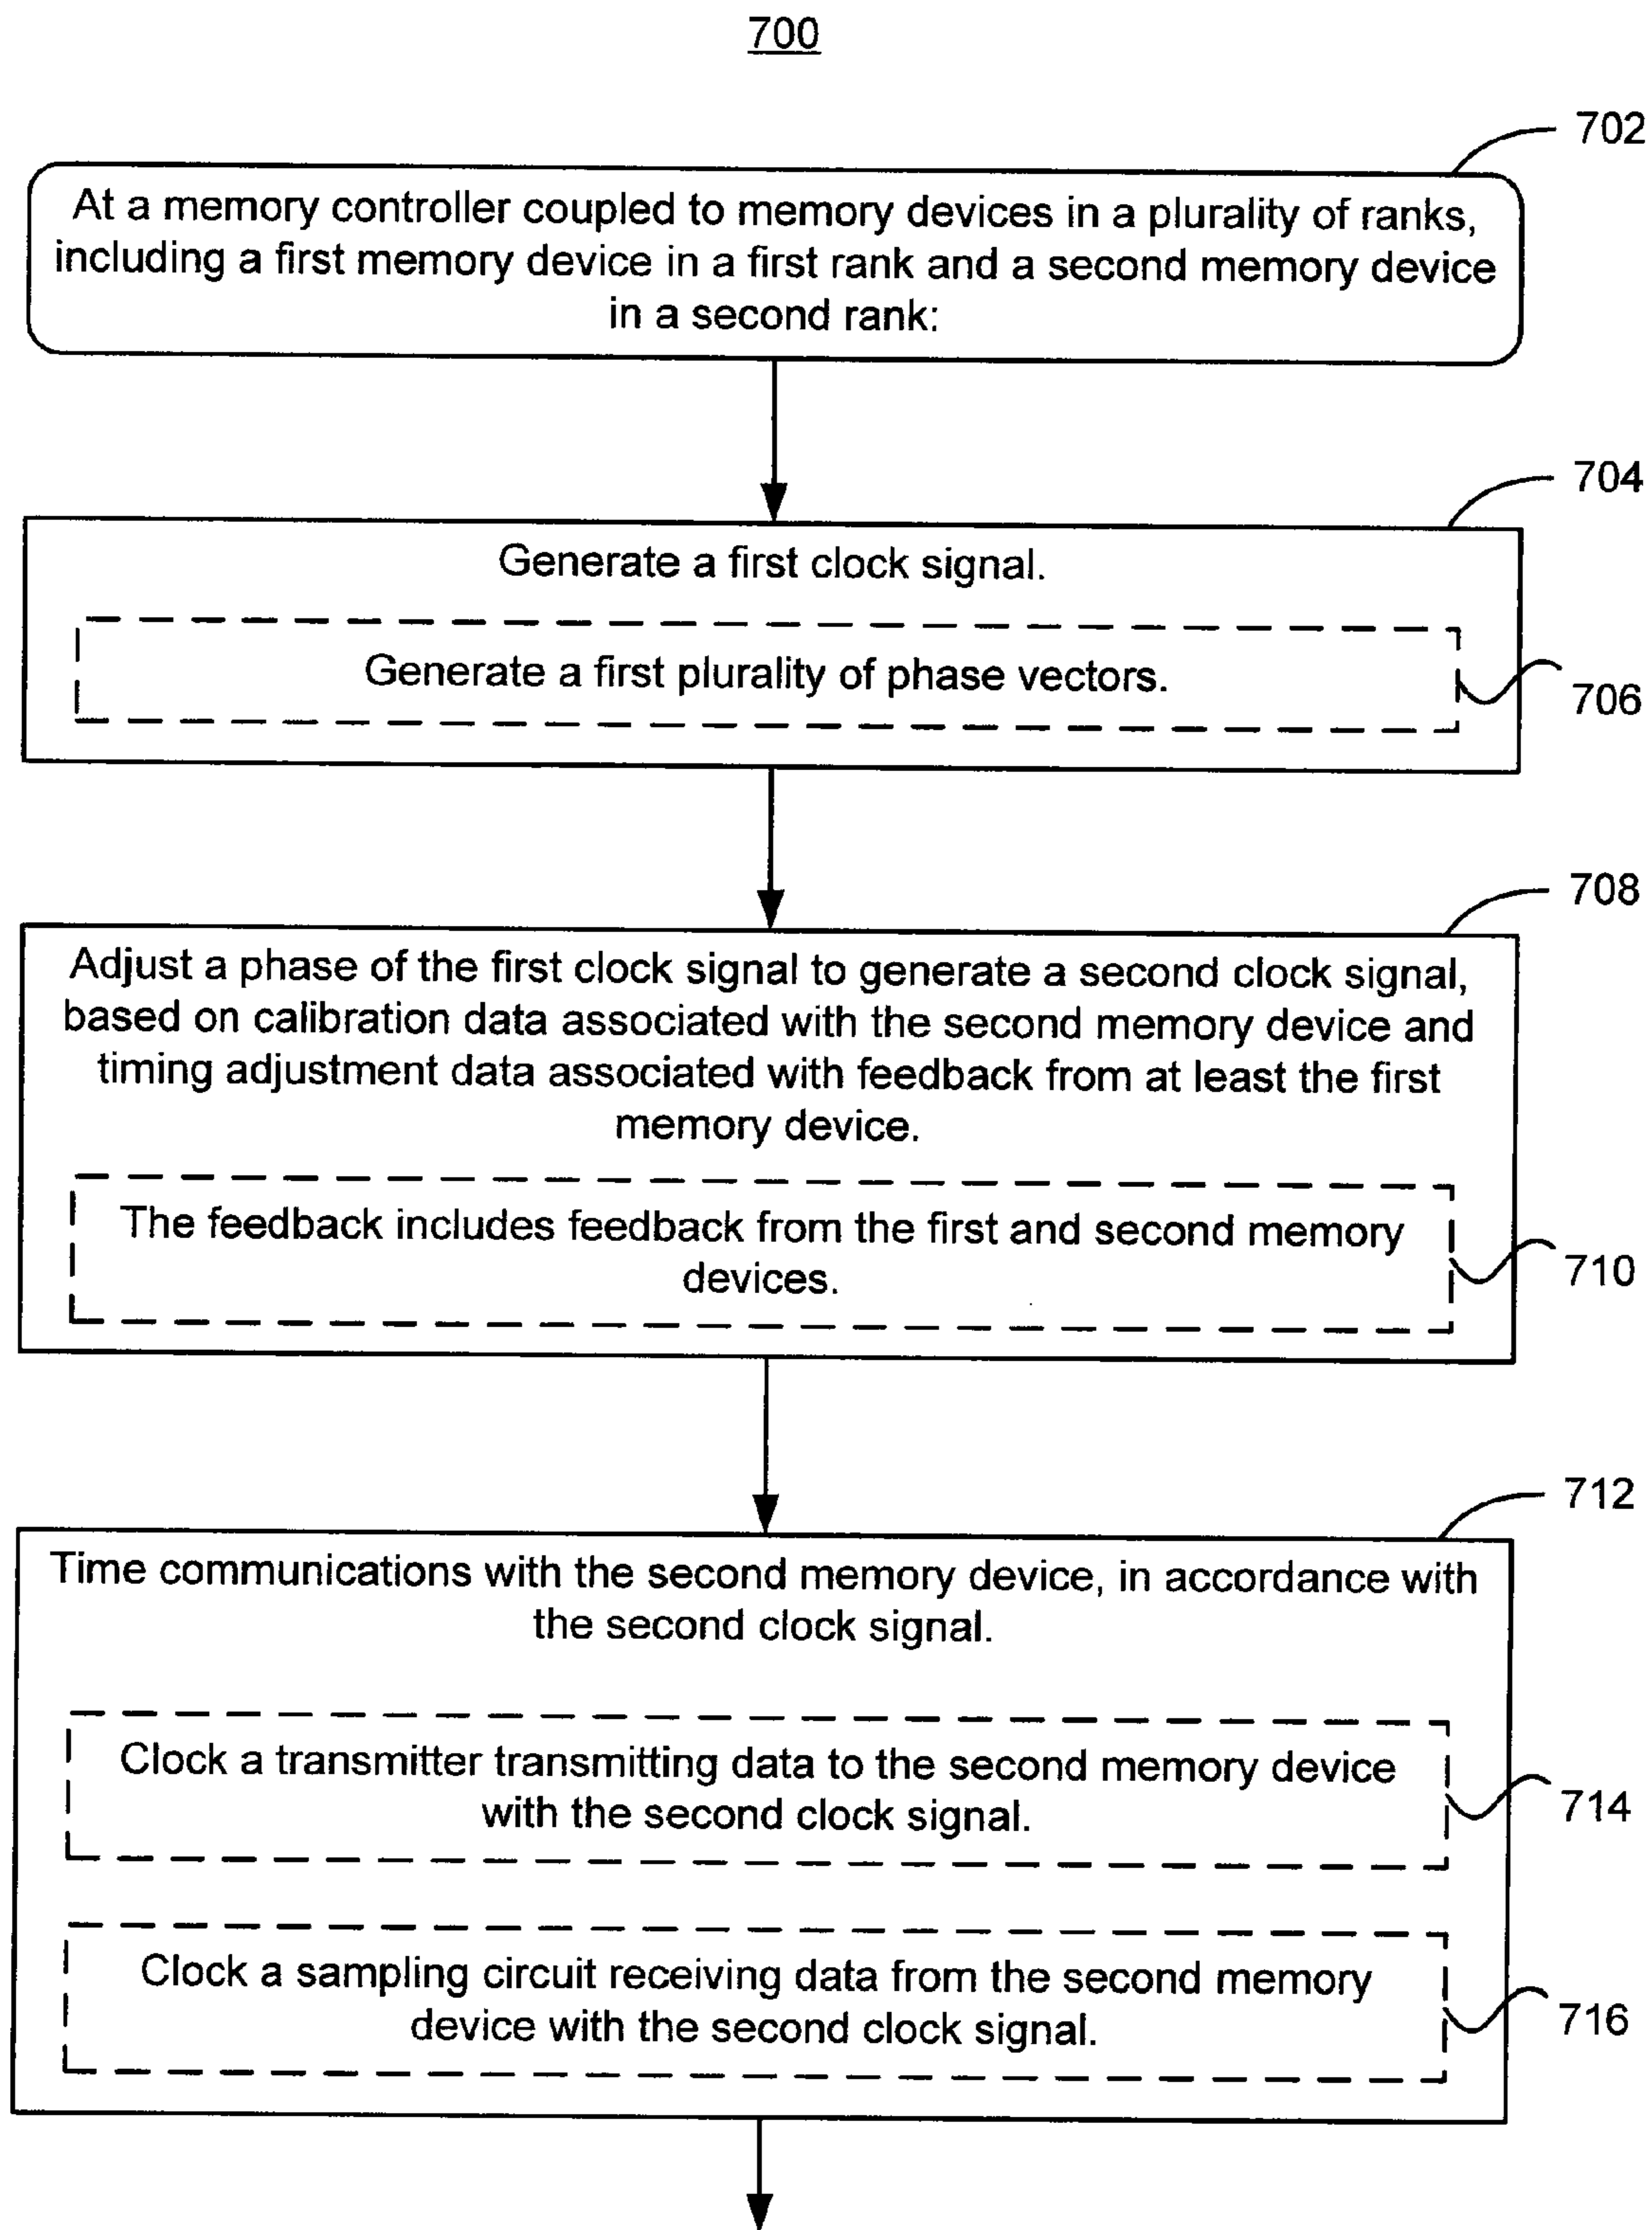 700
702
At a memory controller coupled to memory devices in a plurality of ranks,
including a first memory device in a first rank and a second memory device
in a second rank:
704
Generate a first clock signal.
Generate a first plurality of phase vectors.
706
708
Adjust a phase of the first clock signal to generate a second clock signal,
based on calibration data associated with the second memory device and
timing adjustment data associated with feedback from at least the first
memory device.
The feedback includes feedback from the first and second memory
devices.
710
712
Time communications with the second memory device, in accordance with
the second clock signal.
Clock a transmitter transmitting data to the second memory device
with the second clock signal.
714
Clock a sampling circuit receiving data from the second memory
device with the second clock signal.
716